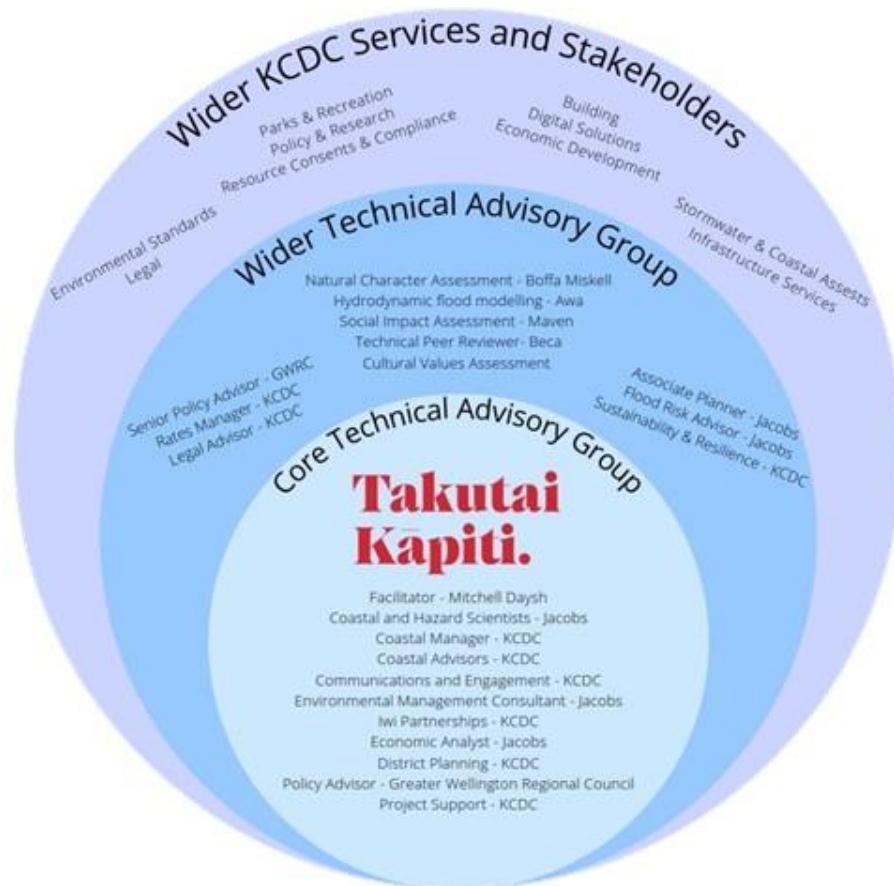 Wider KCDC Services and Stakeholders
Parks & Recreation
Policy & Research
Resource Consents & Compliance
Building
Digital Solutions
Economic Development
Environmental Standards
Legal
Stormwater & Coastal Assests
Infrastructure Services
Wider Technical Advisory Group
Natural Character Assessment - Boffa Miskell
Hydrodynamic flood modelling - Awa
Social Impact Assessment - Maven
Technical Peer Reviewer- Beca
Cultural Values Assessment
Senior Policy Advisor - GWRC
Rates Manager - KCDC
Legal Advisor - KCDC
Associate Planner - Jacobs
Flood Risk Advisor - Jacobs
Sustainability & Resilience - KCDC
Core Technical Advisory Group
Takutai
Kāpiti.
Facilitator - Mitchell Daysh
Coastal and Hazard Scientists - Jacobs
Coastal Manager - KCDC
Coastal Advisors - KCDC
Communications and Engagement - KCDC
Environmental Management Consultant - Jacobs
Iwi Partnerships - KCDC
Economic Analyst - Jacobs
District Planning - KCDC
Policy Advisor - Greater Wellington Regional Council
Project Support - KCDC